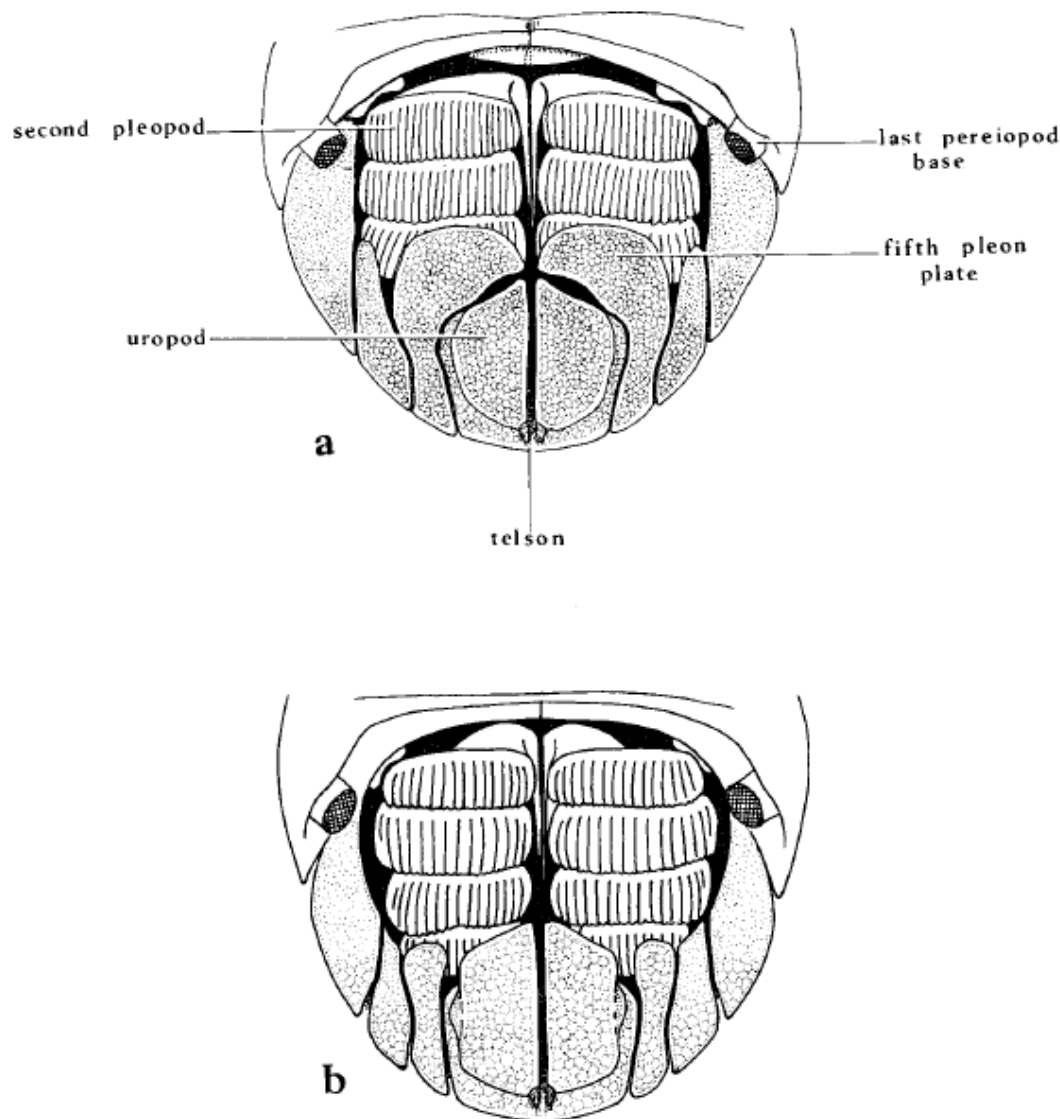 second pleopod
last pereiopod
base
fifth pleon
plate
uropod
a
telson
b